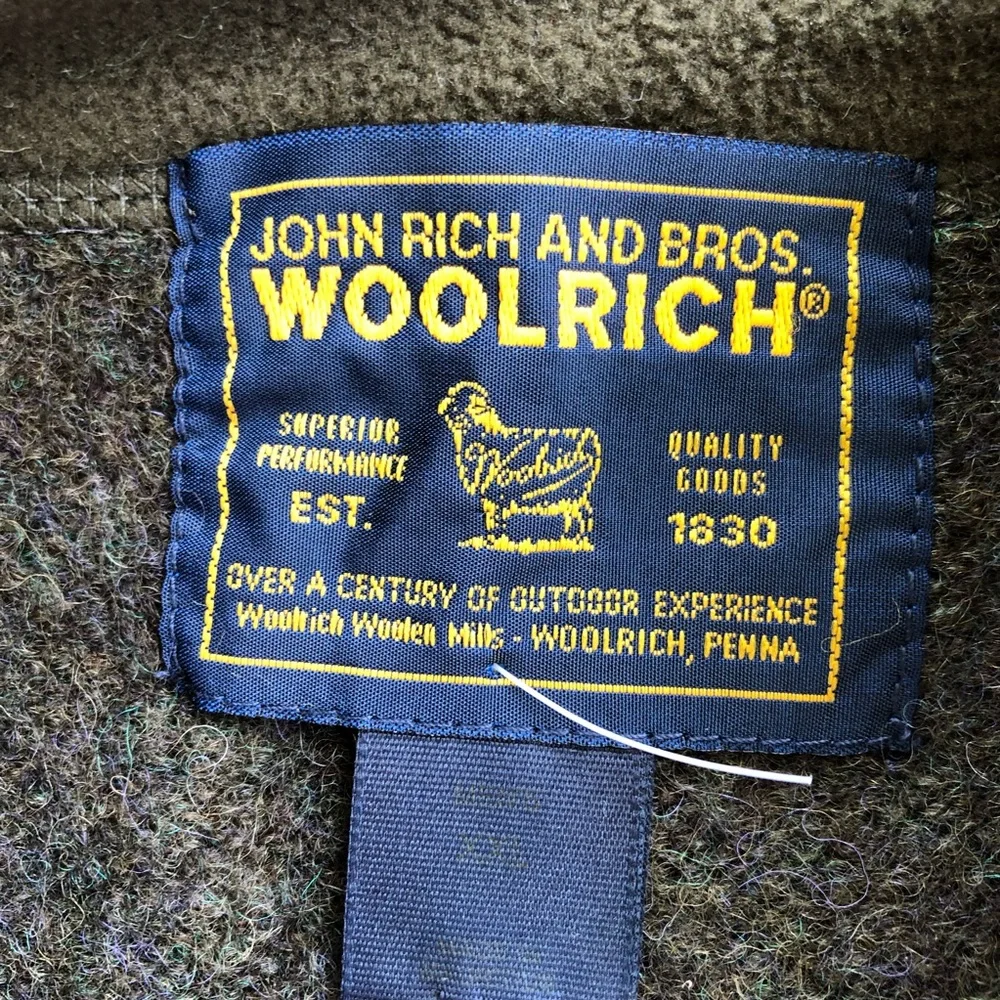 JOHN RICH AND BROS.
WOOLRICH®
SUPERIOR
PERFORMANCE
EST.
Woolrich
QUALITY
GOODS
1830
OVER A CENTURY OF OUTDOOR EXPERIENCE
Woolrich Woolen Mills - WOOLRICH, PENNA